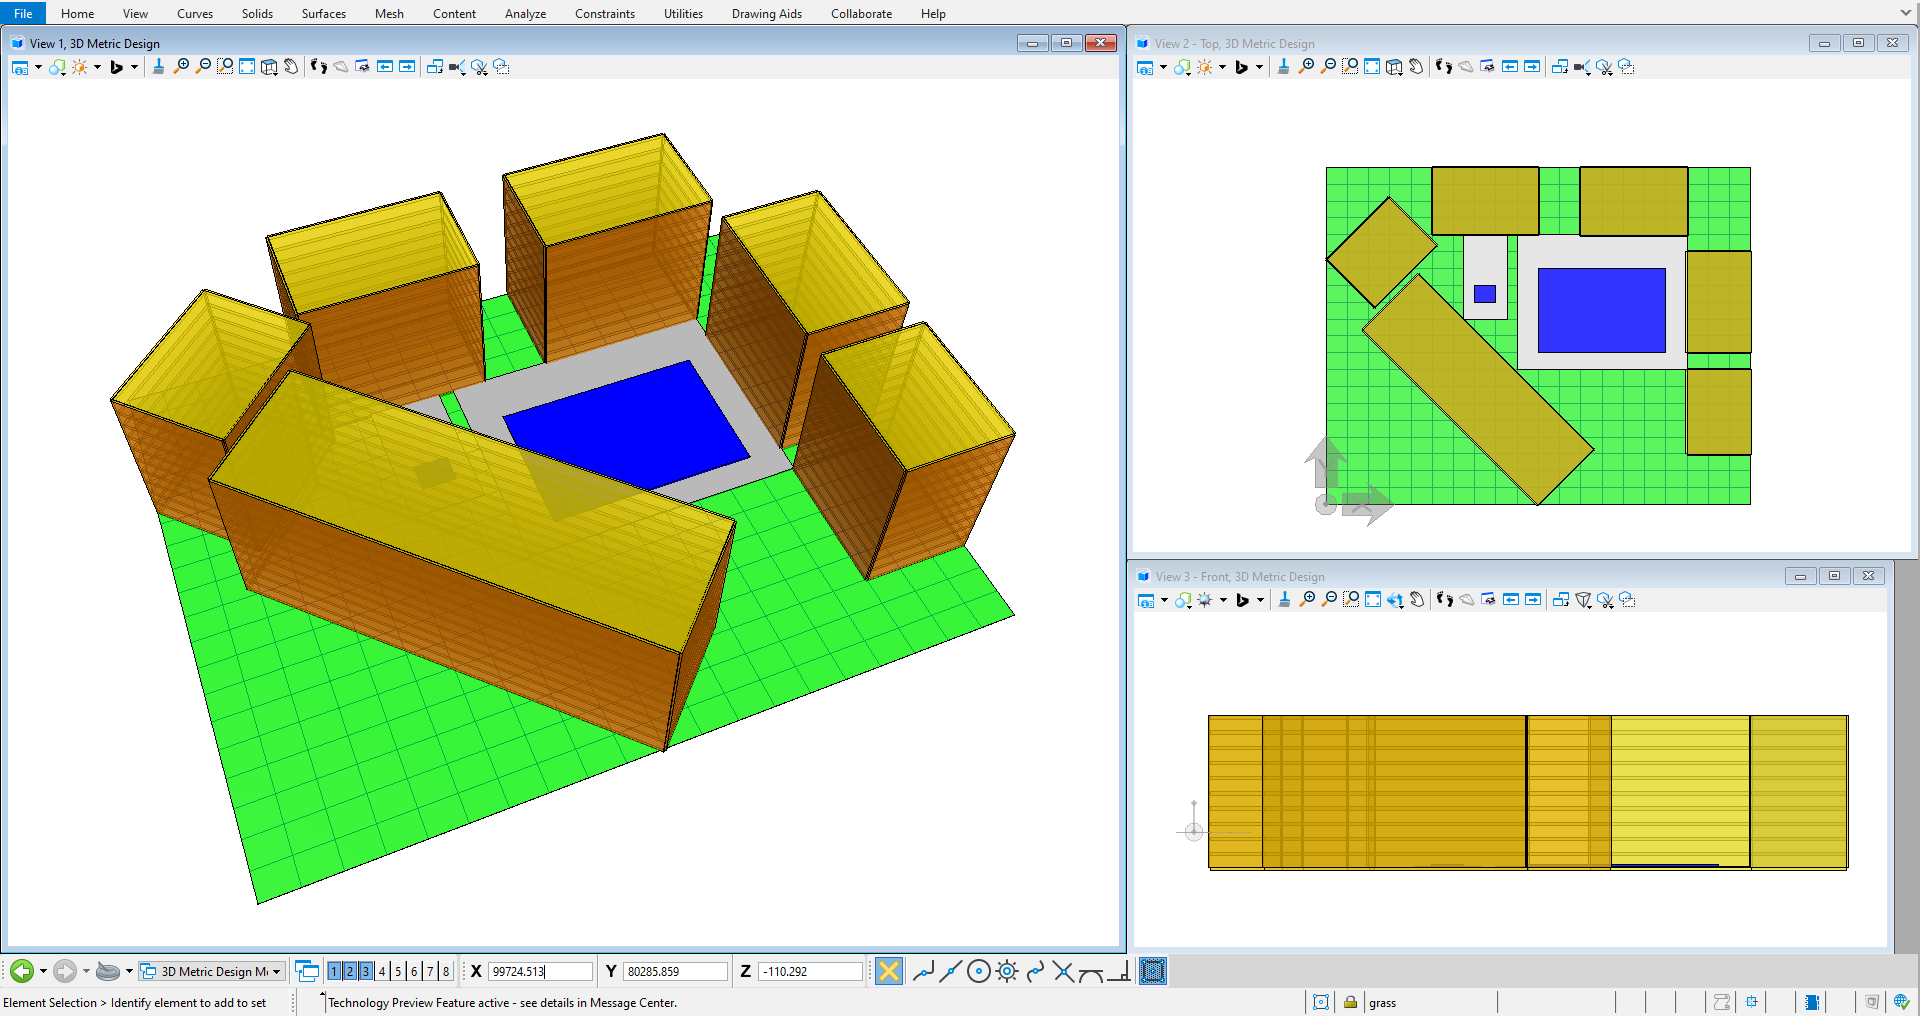 File Home View Curves Solids Surfaces Mesh Content Analyze Constraints Utilities Drawing Aids Collaborate Help
View 1, 3D Metric Design
View 2 - Top, 3D Metric Design
Y
X
View 3 - Front, 3D Metric Design
3D Metric Design M 1 2 3 4 5 6 7 8 X 99724.513 Y 80285.859 Z -110.292
Element Selection > Identify element to add to set Technology Preview Feature active - see details in Message Center. grass